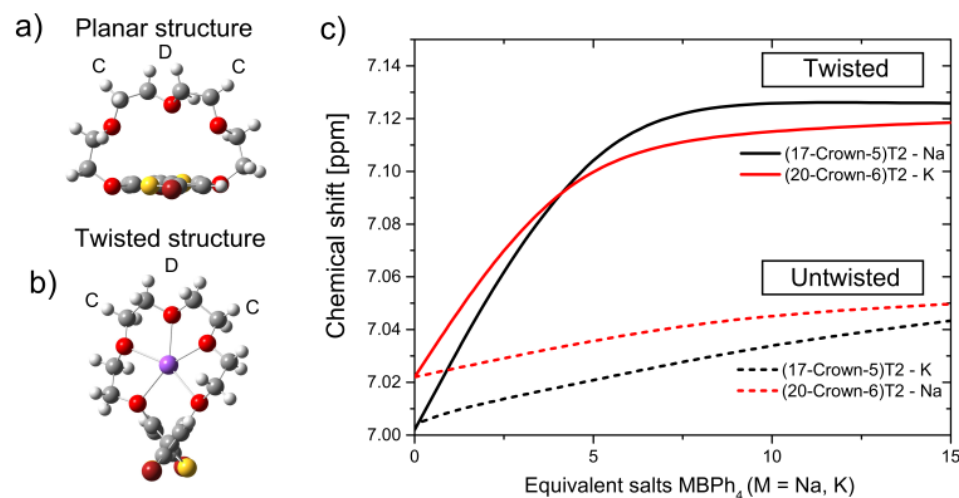 a)
Planar structure
D
C
C
Twisted structure
D
b)
C
C
c)
Chemical shift [ppm]
7.14
7.12
7.10
7.08
7.06
7.04
7.02
7.00
Twisted
(17-Crown-5)T2 - Na
(20-Crown-6)T2 - K
Untwisted
(17-Crown-5)T2 - K
(20-Crown-6)T2 - Na
0
5
10
15
Equivalent salts MBPh₄ (M = Na, K)